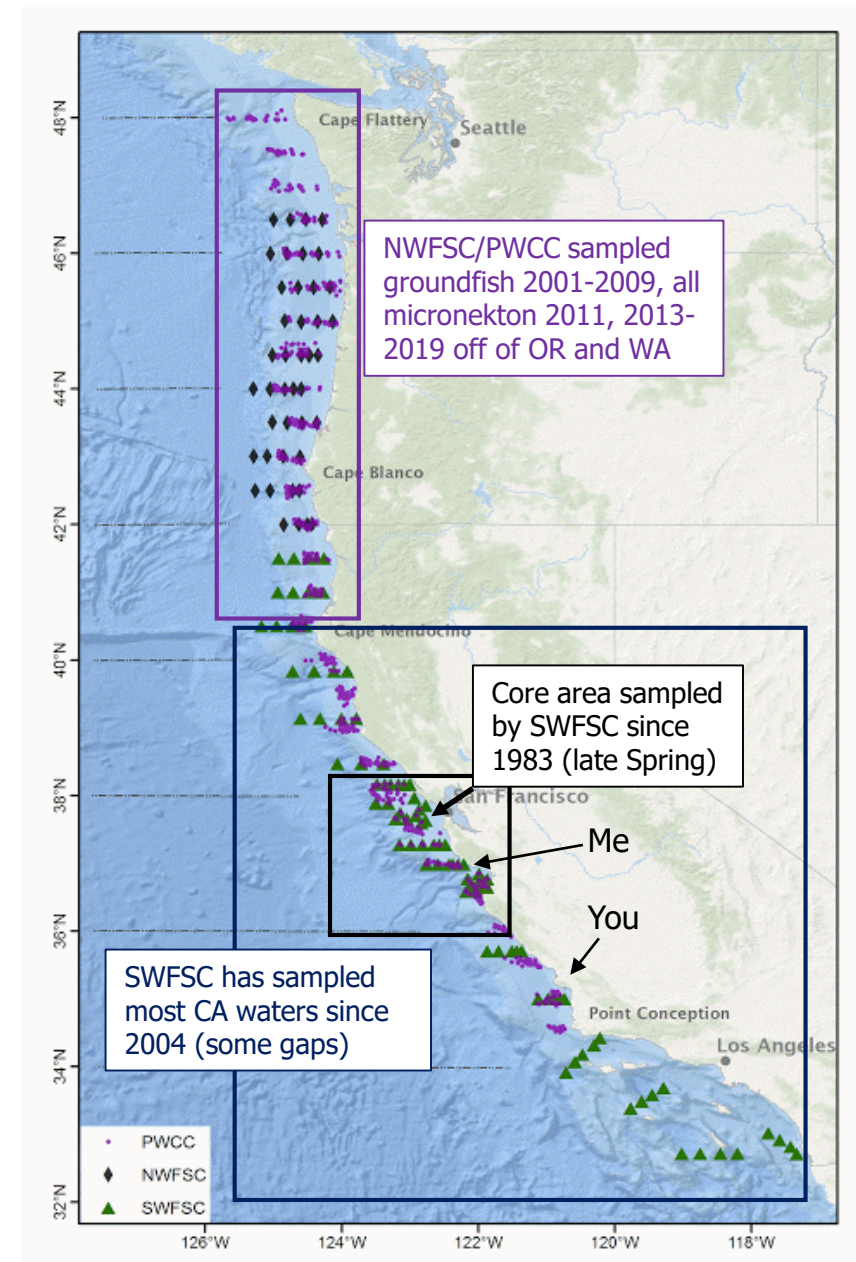 48°N
Cape Flattery
Seattle
NWFSC/PWCC sampled
groundfish 2001-2009, all
micronekton 2011, 2013-
2019 off of OR and WA
46°N
44°N
Cape Blanco
42°N
Cape Mendocino
40°N
Core area sampled
by SWFSC since
1983 (late Spring)
38°N
San Francisco
Me
36°N
You
SWFSC has sampled
most CA waters since
2004 (some gaps)
Point Conception
Los Angeles
34°N
PWCC
NWFSC
SWFSC
32°N
126°W
124°W
122°W
120°W
118°W